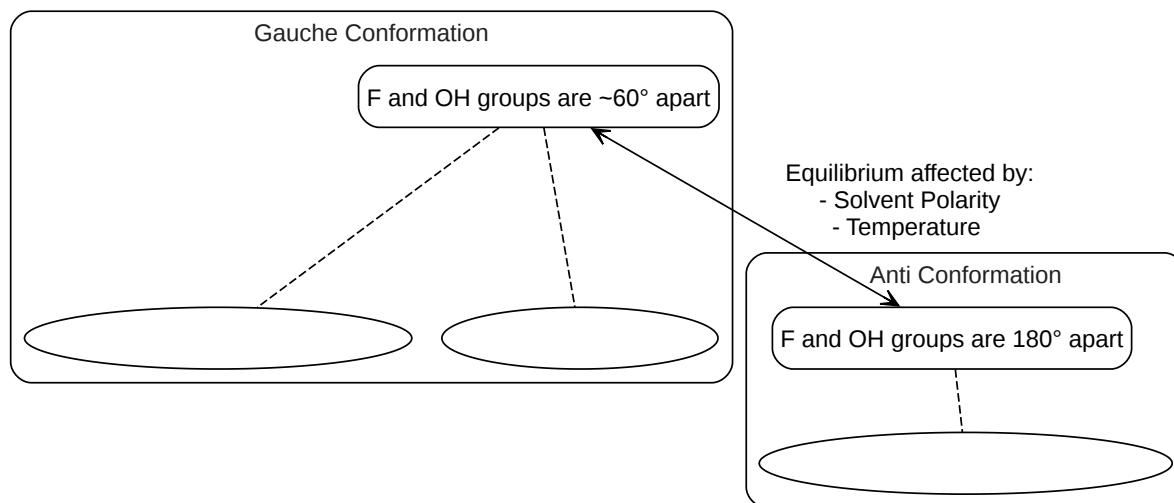 Gauche Conformation
F and OH groups are ~60° apart
Equilibrium affected by:
- Solvent Polarity
- Temperature
Anti Conformation
F and OH groups are 180° apart